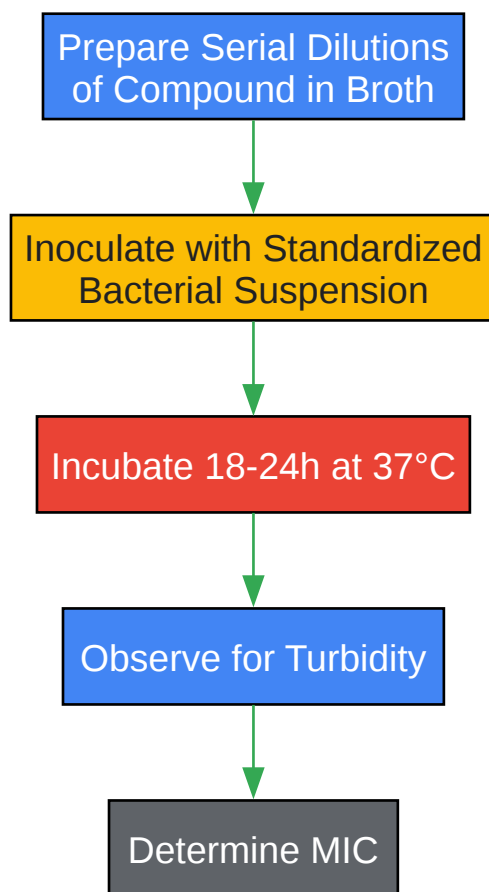 Prepare Serial Dilutions
of Compound in Broth
Inoculate with Standardized
Bacterial Suspension
Incubate 18-24h at 37°C
Observe for Turbidity
Determine MIC